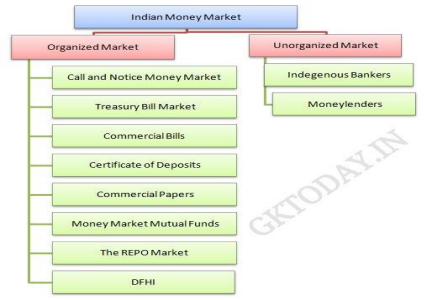 Indian Money Market
Organized Market
Unorganized Market
Call and Notice Money Market
Treasury Bill Market
Commercial Bills
Certificate of Deposits
Commercial Papers
Money Market Mutual Funds
The REPO Market
DFHI
Indegenous Bankers
Moneylenders
GKTODAY.IN